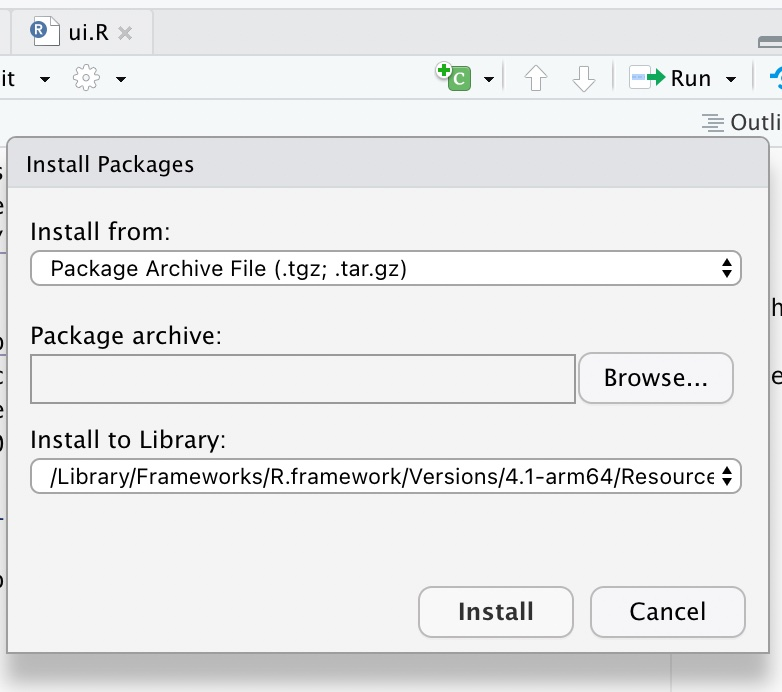 ui.R
it
Run
Outli
Install Packages
Install from:
Package Archive File (.tgz; .tar.gz)
Package archive:
Browse...
Install to Library:
/Library/Frameworks/R.framework/Versions/4.1-arm64/Resource
Install
Cancel